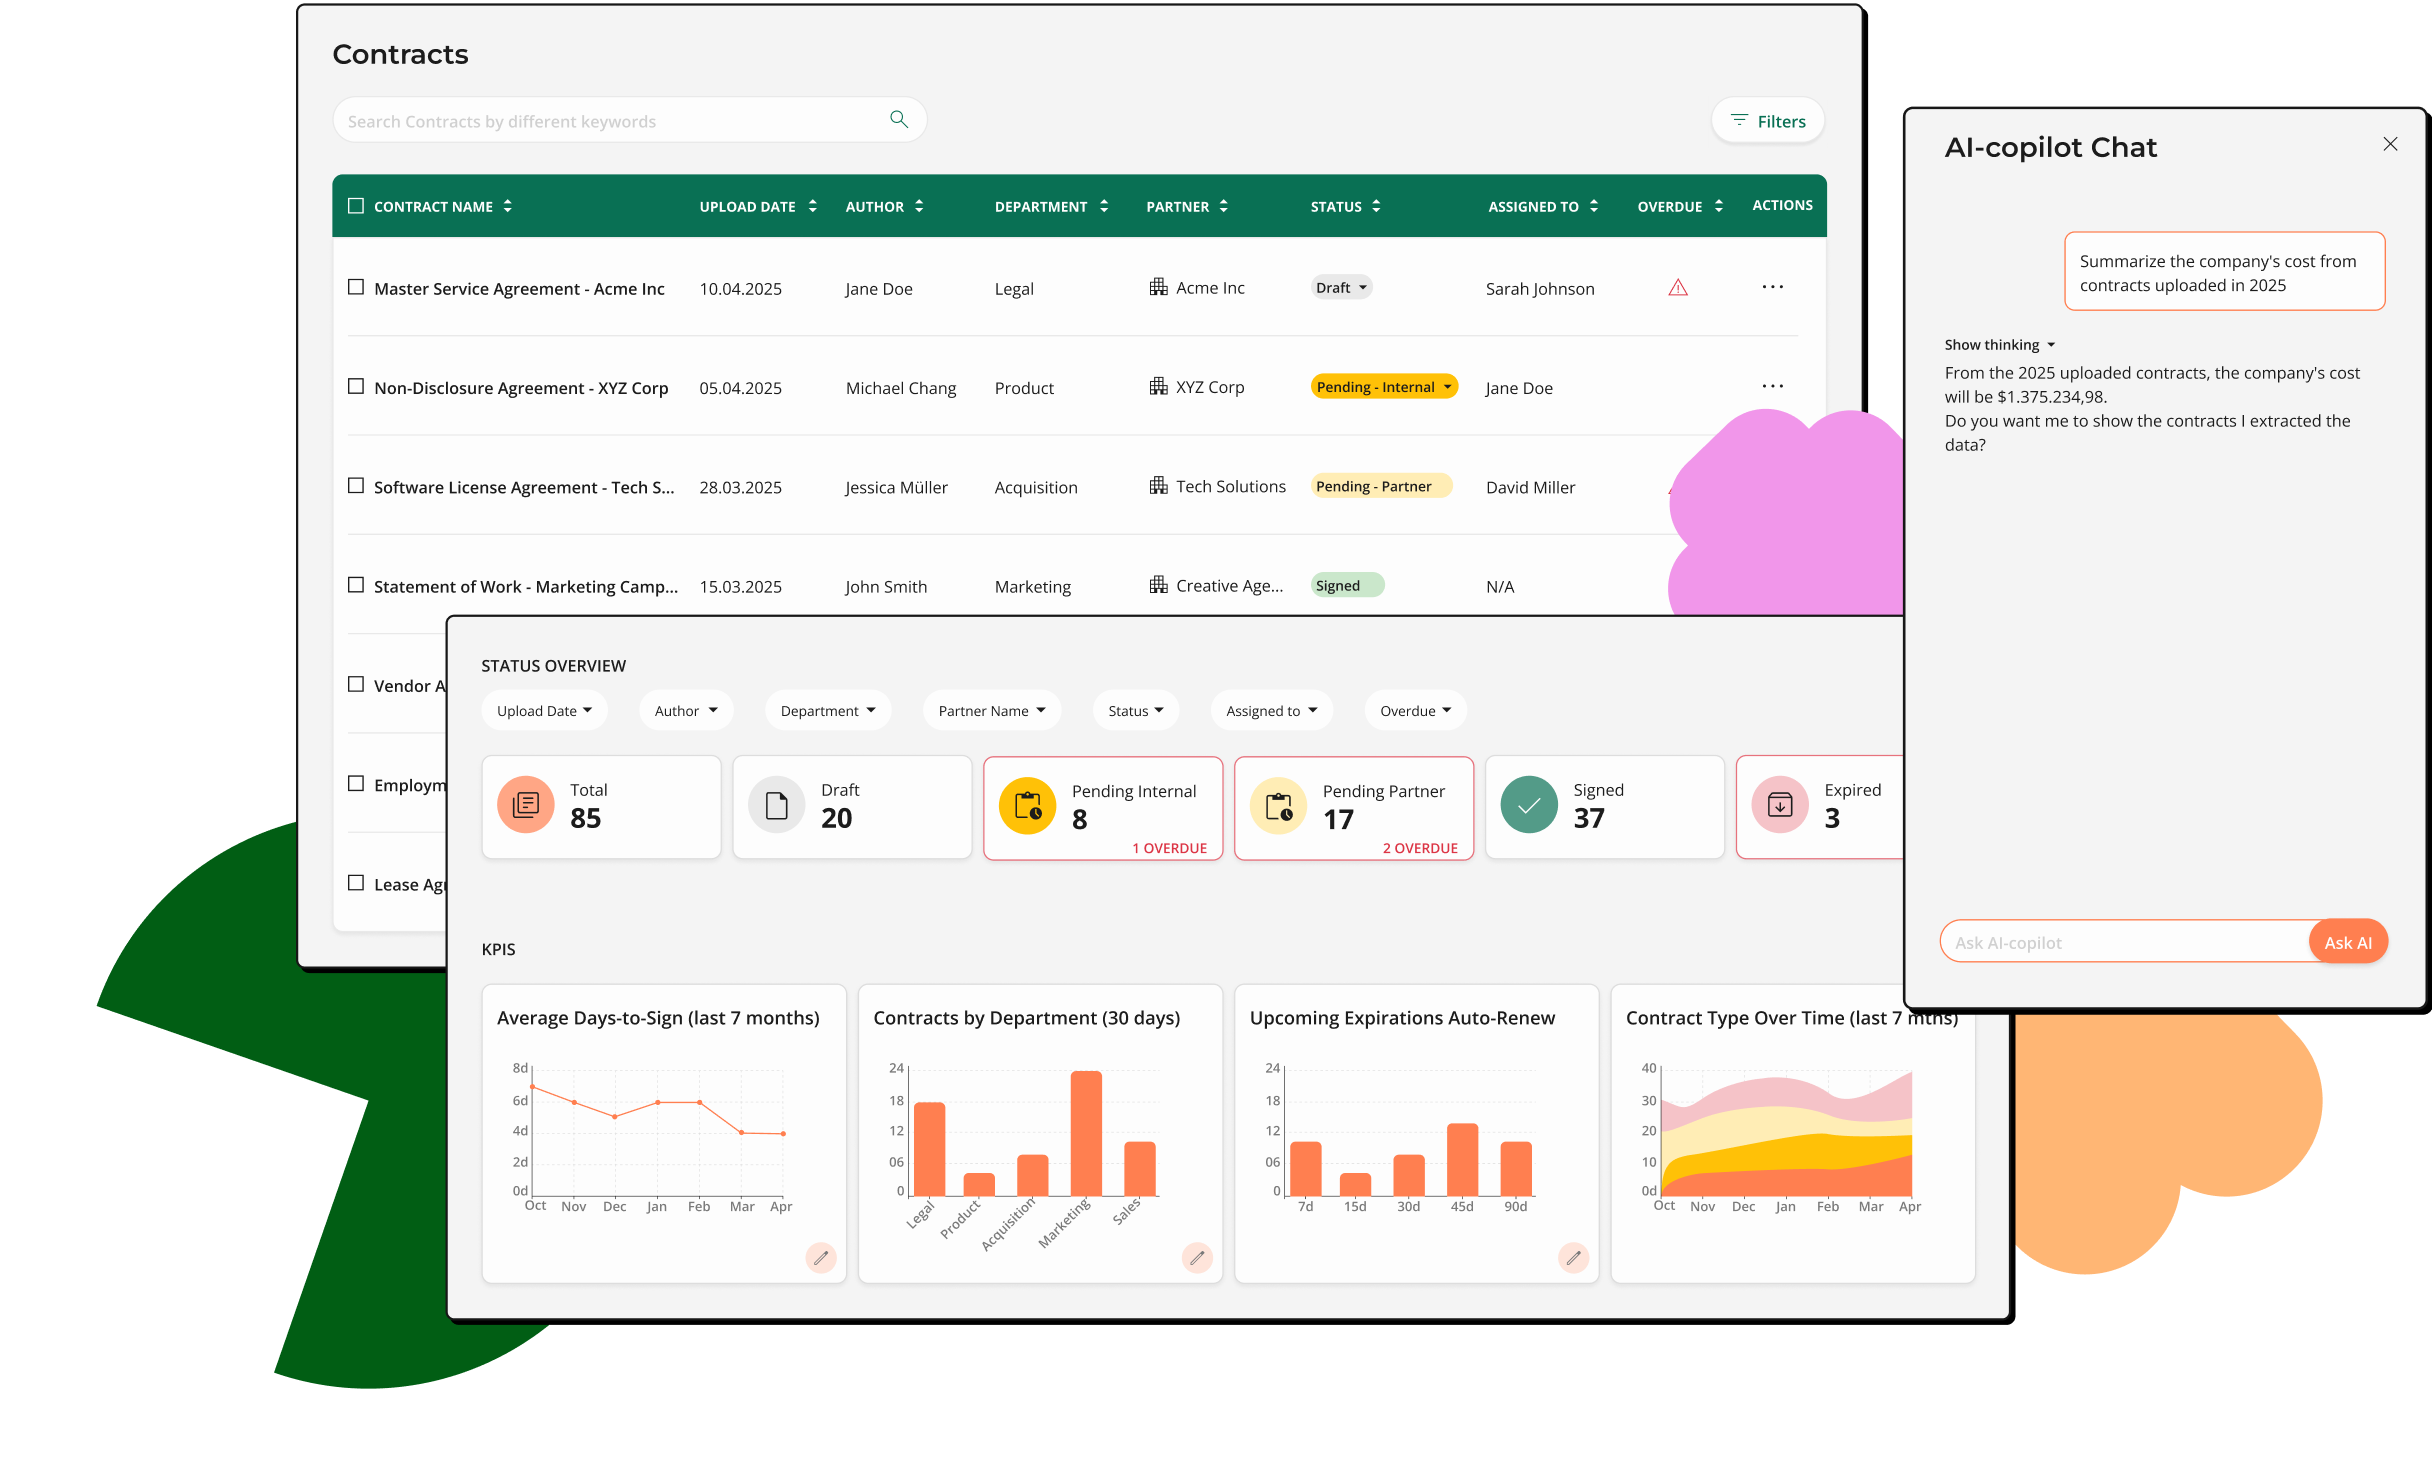 Contracts
Search Contracts by different keywords
Filters
CONTRACT NAME UPLOAD DATE AUTHOR DEPARTMENT PARTNER STATUS ASSIGNED TO OVERDUE ACTIONS
Master Service Agreement - Acme Inc 10.04.2025 Jane Doe Legal Acme Inc Draft Sarah Johnson
Non-Disclosure Agreement - XYZ Corp 05.04.2025 Michael Chang Product XYZ Corp Pending - Internal Jane Doe
Software License Agreement - Tech S... 28.03.2025 Jessica Müller Acquisition Tech Solutions Pending - Partner David Miller
Statement of Work - Marketing Camp... 15.03.2025 John Smith Marketing Creative Age... Signed N/A
Vendor A
Employm
Lease Agr
AI-copilot Chat
Summarize the company's cost from
contracts uploaded in 2025
Show thinking
From the 2025 uploaded contracts, the company's cost
will be $1.375.234,98.
Do you want me to show the contracts I extracted the
data?
Ask AI-copilot
Ask AI
STATUS OVERVIEW
Upload Date Author Department Partner Name Status Assigned to Overdue
Total
85
Draft
20
Pending Internal
8
1 OVERDUE
Pending Partner
17
2 OVERDUE
Signed
37
Expired
3
KPIS
Average Days-to-Sign (last 7 months)
8d
6d
4d
2d
0d
Oct Nov Dec Jan Feb Mar Apr
Contracts by Department (30 days)
24
18
12
06
0
Legal Product Acquisition Marketing Sales
Upcoming Expirations Auto-Renew
24
18
12
06
0
7d 15d 30d 45d 90d
Contract Type Over Time (last 7 mths)
40
30
20
10
0d
Oct Nov Dec Jan Feb Mar Apr